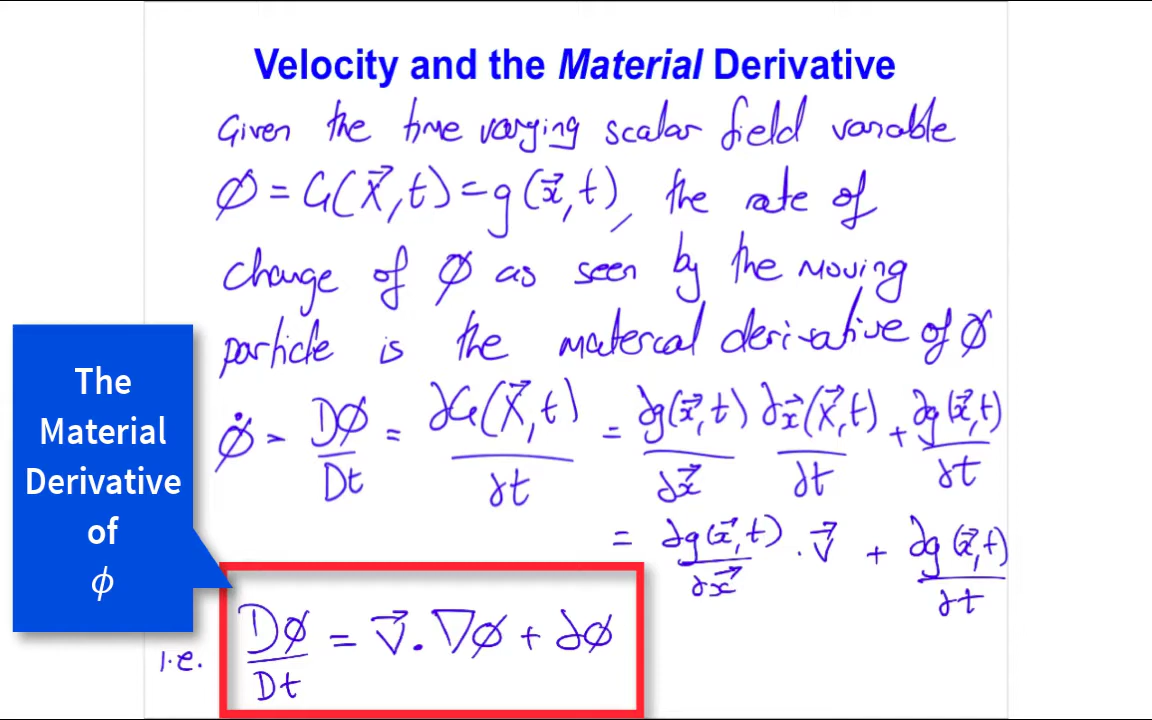 Velocity and the Material Derivative
Given the time varying scalar field variable
ϕ = G(X⃗, t) = g(x⃗, t), the rate of
change of ϕ as seen by the moving
particle is the material derivative of ϕ
ϕ̇ = Dϕ/Dt = ∂G(X⃗, t)/∂t = ∂g(x⃗, t)/∂x⃗ ∂x⃗(X⃗, t)/∂t + ∂g(x⃗, t)/∂t
= ∂g(x⃗, t)/∂x⃗ . v⃗ + ∂g(x⃗, t)/∂t
The
Material
Derivative
of
ϕ
i.e. Dϕ/Dt = v⃗ . ∇ϕ + ∂ϕ